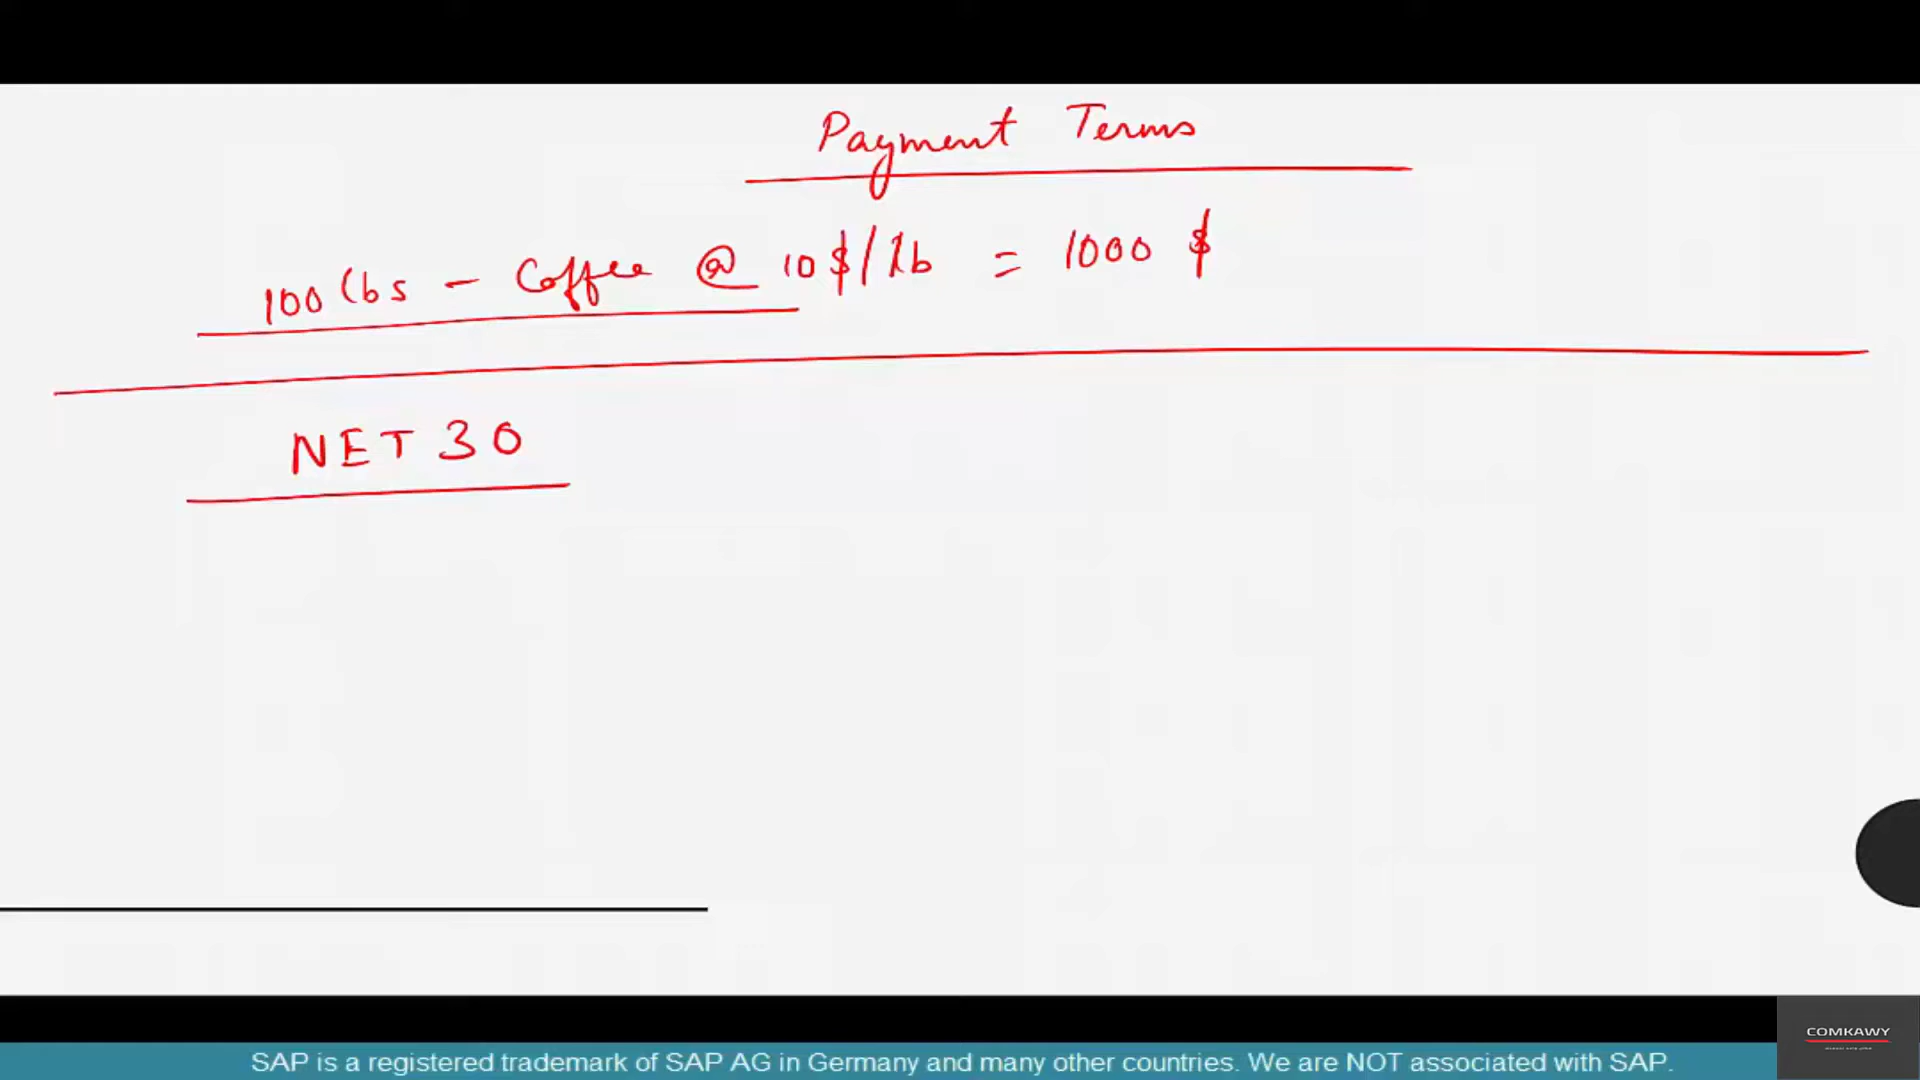 Payment Terms
100 lbs - Coffee @ 10$/lb = 1000 $
NET 30
COMKAWY
SAP is a registered trademark of SAP AG in Germany and many other countries. We are NOT associated with SAP.